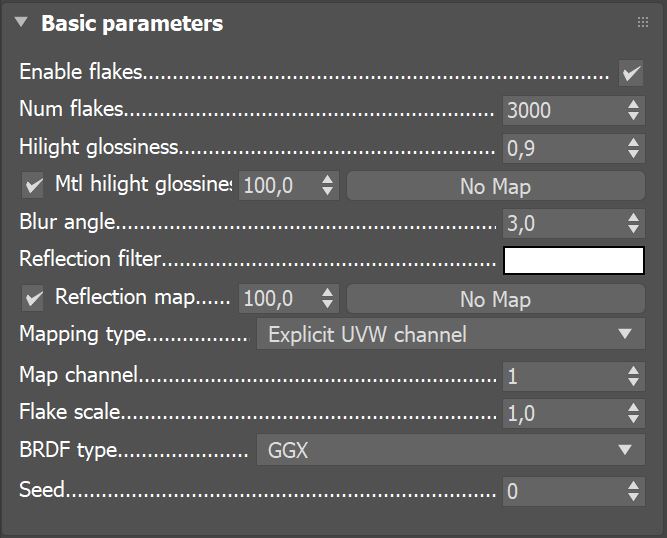 Basic parameters
Enable flakes
Num flakes 3000
Hilight glossiness 0,9
Mtl hilight glossines 100,0 No Map
Blur angle 3,0
Reflection filter
Reflection map 100,0 No Map
Mapping type Explicit UVW channel
Map channel 1
Flake scale 1,0
BRDF type GGX
Seed 0